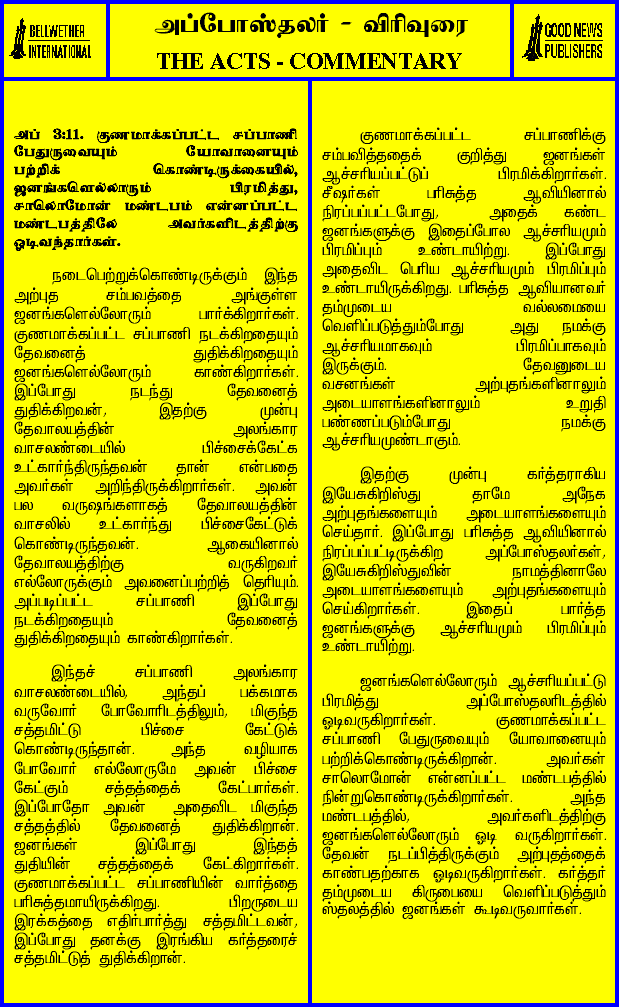 BELLWETHER
INTERNATIONAL
அப்போஸ்தலர் - விரிவுரை
THE ACTS - COMMENTARY
GOOD NEWS
PUBLISHERS
அப் 3:11. குணமாக்கப்பட்ட சப்பாணி
பேதுருவையும் யோவானையும்
பற்றிக் கொண்டிருக்கையில்,
ஜனங்களெல்லாரும் பிரமித்து,
சாலொமோன் மண்டபம் என்னப்பட்ட
மண்டபத்திலே அவர்களிடத்திற்கு
ஓடிவந்தார்கள்.
நடைபெற்றுக்கொண்டிருக்கும் இந்த
அற்புத சம்பவத்தை அங்குள்ள
ஜனங்களெல்லோரும் பார்க்கிறார்கள்.
குணமாக்கப்பட்ட சப்பாணி நடக்கிறதையும்
தேவனைத் துதிக்கிறதையும்
ஜனங்களெல்லோரும் காண்கிறார்கள்.
இப்போது நடந்து தேவனைத்
துதிக்கிறவன், இதற்கு முன்பு
தேவாலயத்தின் அலங்கார
வாசலண்டையில் பிச்சைக்கேட்க
உட்கார்ந்திருந்தவன் தான் என்பதை
அவர்கள் அறிந்திருக்கிறார்கள். அவன்
பல வருஷங்களாகத் தேவாலயத்தின்
வாசலில் உட்கார்ந்து பிச்சைகேட்டுக்
கொண்டிருந்தவன். ஆகையினால்
தேவாலயத்திற்கு வருகிறவர்
எல்லோருக்கும் அவனைப்பற்றித் தெரியும்.
அப்படிப்பட்ட சப்பாணி இப்போது
நடக்கிறதையும் தேவனைத்
துதிக்கிறதையும் காண்கிறார்கள்.
இந்தச் சப்பாணி அலங்கார
வாசலண்டையில், அந்தப் பக்கமாக
வருவோர் போவோரிடத்திலும், மிகுந்த
சத்தமிட்டு பிச்சை கேட்டுக்
கொண்டிருந்தான். அந்த வழியாக
போவோர் எல்லோருமே அவன் பிச்சை
கேட்கும் சத்தத்தைக் கேட்பார்கள்.
இப்போதோ அவன் அதைவிட மிகுந்த
சத்தத்தில் தேவனைத் துதிக்கிறான்.
ஜனங்கள் இப்போது இந்தத்
துதியின் சத்தத்தைக் கேட்கிறார்கள்.
குணமாக்கப்பட்ட சப்பாணியின் வார்த்தை
பரிசுத்தமாயிருக்கிறது. பிறருடைய
இரக்கத்தை எதிர்பார்த்து சத்தமிட்டவன்,
இப்போது தனக்கு இரங்கிய கர்த்தரைச்
சத்தமிட்டுத் துதிக்கிறான்.
குணமாக்கப்பட்ட சப்பாணிக்கு
சம்பவித்ததைக் குறித்து ஜனங்கள்
ஆச்சரியப்பட்டுப் பிரமிக்கிறார்கள்.
சீஷர்கள் பரிசுத்த ஆவியினால்
நிரப்பப்பட்டபோது, அதைக் கண்ட
ஜனங்களுக்கு இதைப்போல ஆச்சரியமும்
பிரமிப்பும் உண்டாயிற்று. இப்போது
அதைவிட பெரிய ஆச்சரியமும் பிரமிப்பும்
உண்டாயிருக்கிறது. பரிசுத்த ஆவியானவர்
தம்முடைய வல்லமையை
வெளிப்படுத்தும்போது அது நமக்கு
ஆச்சரியமாகவும் பிரமிப்பாகவும்
இருக்கும். தேவனுடைய
வசனங்கள் அற்புதங்களினாலும்
அடையாளங்களினாலும் உறுதி
பண்ணப்படும்போது நமக்கு
ஆச்சரியமுண்டாகும்.
இதற்கு முன்பு கர்த்தராகிய
இயேசுகிறிஸ்து தாமே அநேக
அற்புதங்களையும் அடையாளங்களையும்
செய்தார். இப்போது பரிசுத்த ஆவியினால்
நிரப்பப்பட்டிருக்கிற அப்போஸ்தலர்கள்,
இயேசுகிறிஸ்துவின் நாமத்தினாலே
அடையாளங்களையும் அற்புதங்களையும்
செய்கிறார்கள். இதைப் பார்த்த
ஜனங்களுக்கு ஆச்சரியமும் பிரமிப்பும்
உண்டாயிற்று.
ஜனங்களெல்லோரும் ஆச்சரியப்பட்டு
பிரமித்து அப்போஸ்தலரிடத்தில்
ஓடிவருகிறார்கள். குணமாக்கப்பட்ட
சப்பாணி பேதுருவையும் யோவானையும்
பற்றிக்கொண்டிருக்கிறான். அவர்கள்
சாலொமோன் என்னப்பட்ட மண்டபத்தில்
நின்றுகொண்டிருக்கிறார்கள். அந்த
மண்டபத்தில், அவர்களிடத்திற்கு
ஜனங்களெல்லோரும் ஓடி வருகிறார்கள்.
தேவன் நடப்பித்திருக்கும் அற்புதத்தைக்
காண்பதற்காக ஓடிவருகிறார்கள். கர்த்தர்
தம்முடைய கிருபையை வெளிப்படுத்தும்
ஸ்தலத்தில் ஜனங்கள் கூடிவருவார்கள்.